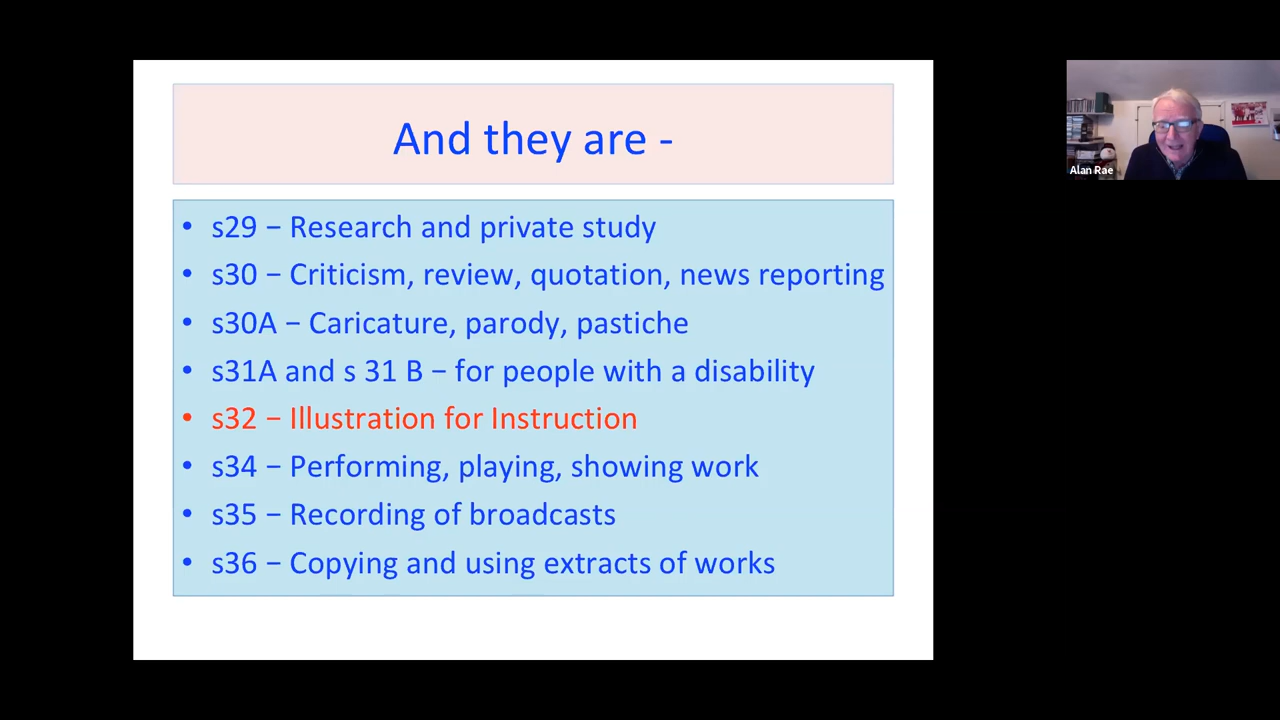 And they are -
• s29 – Research and private study
• s30 – Criticism, review, quotation, news reporting
• s30A – Caricature, parody, pastiche
• s31A and s 31 B – for people with a disability
• s32 – Illustration for Instruction
• s34 – Performing, playing, showing work
• s35 – Recording of broadcasts
• s36 – Copying and using extracts of works
Alan Rae